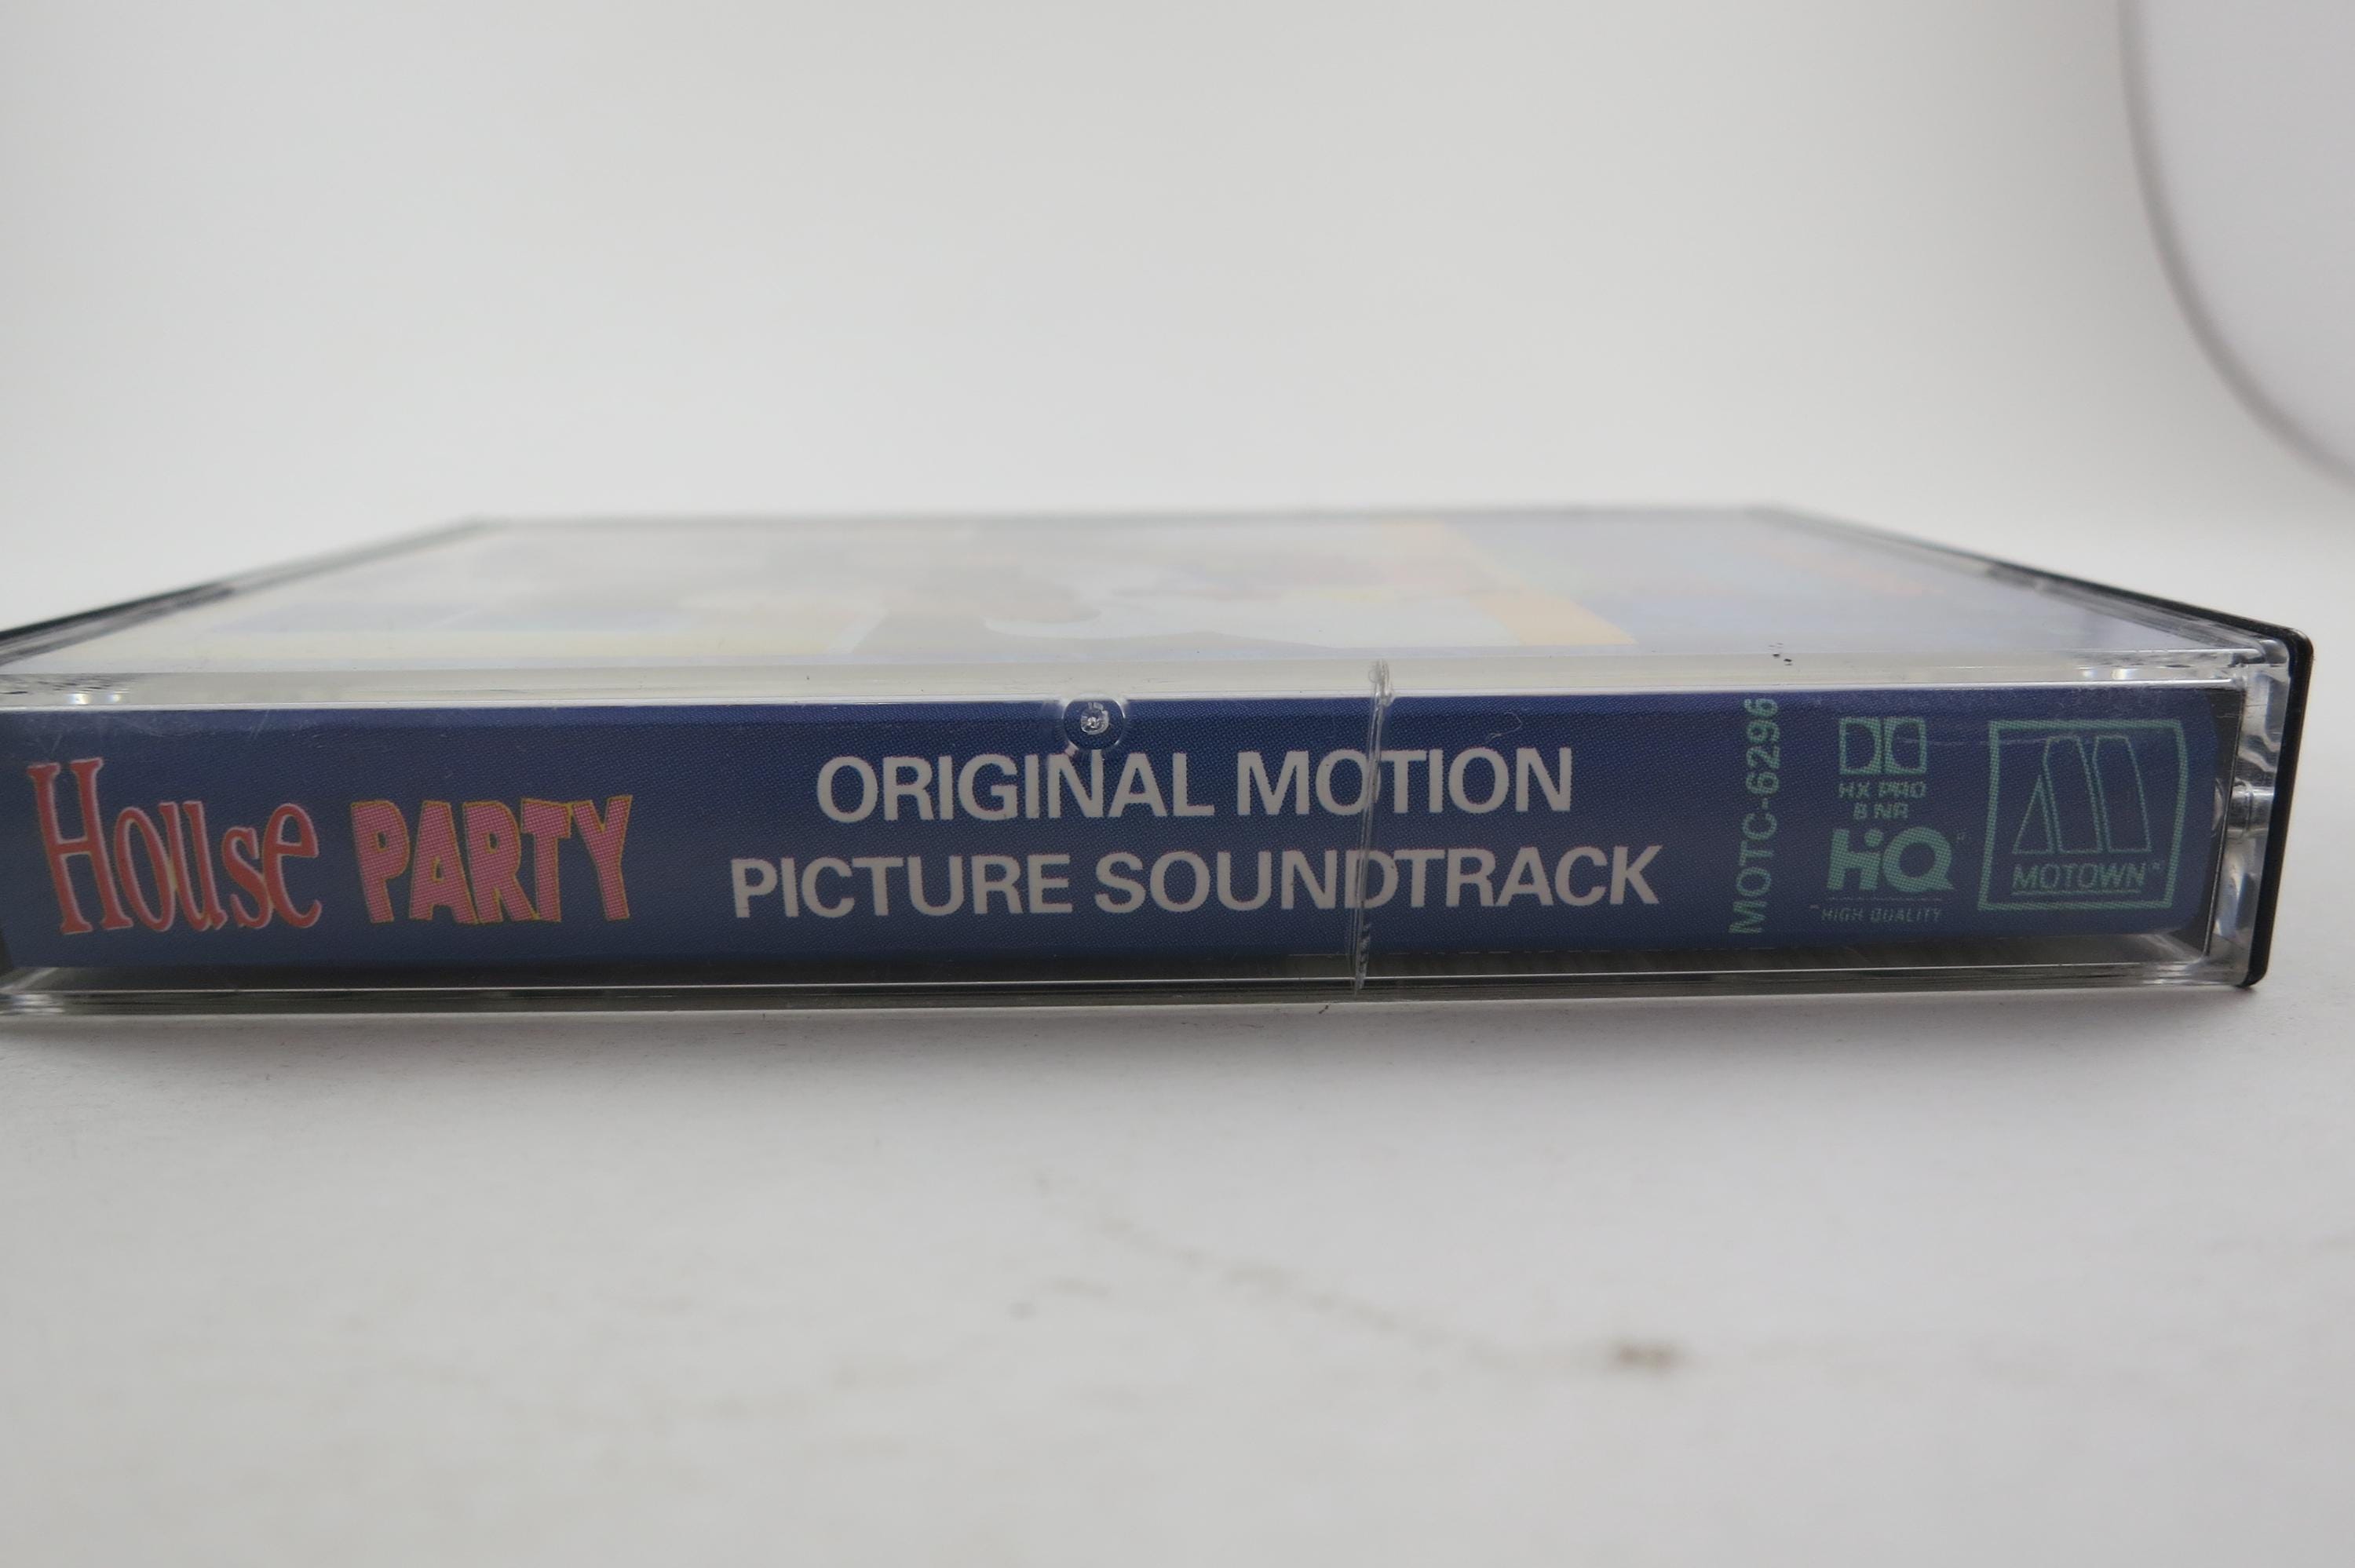 House PARTY
ORIGINAL MOTION
PICTURE SOUNDTRACK
MOTC-6296
HX PRO
B NR
HQ
HIGH QUALITY
MOTOWN